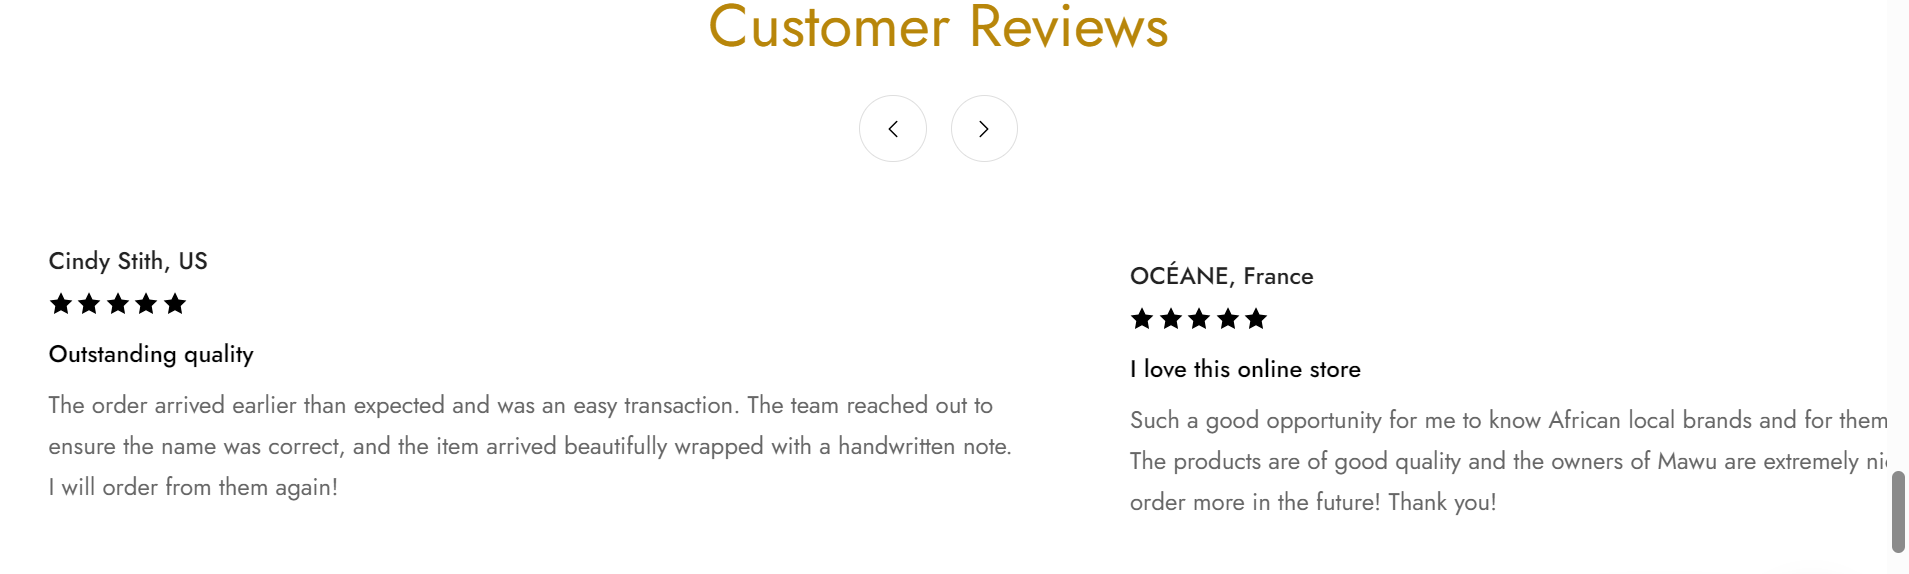 Customer Reviews
Cindy Stith, US
Outstanding quality
The order arrived earlier than expected and was an easy transaction. The team reached out to
ensure the name was correct, and the item arrived beautifully wrapped with a handwritten note.
I will order from them again!
OCÉANE, France
I love this online store
Such a good opportunity for me to know African local brands and for them
The products are of good quality and the owners of Mawu are extremely
order more in the future! Thank you!